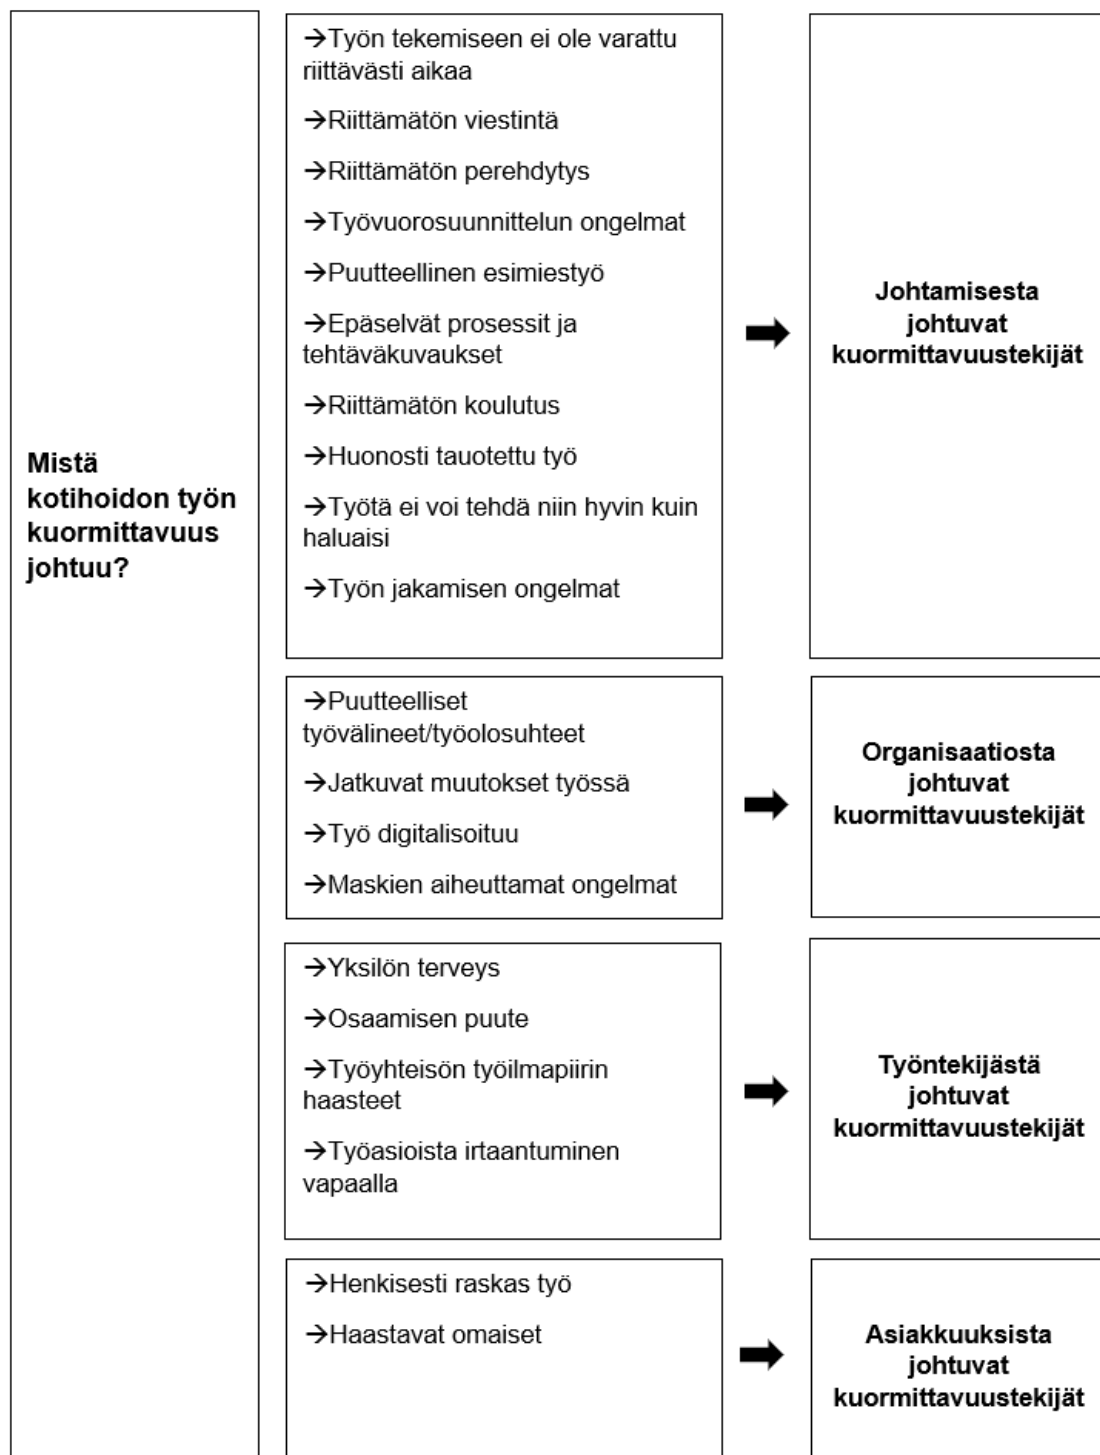 Mistä
kotihoidon työn
kuormittavuus
johtuu?
→Työn tekemiseen ei ole varattu
riittävästi aikaa
→Riittämätön viestintä
→Riittämätön perehdytys
→Työvuorosuunnittelun ongelmat
→Puutteellinen esimiestyö
→Epäselvät prosessit ja
tehtäväkuvaukset
→Riittämätön koulutus
→Huonosti tauotettu työ
→Työtä ei voi tehdä niin hyvin kuin
haluaisi
→Työn jakamisen ongelmat
Johtamisesta
johtuvat
kuormittavuustekijät
→Puutteelliset
työvälineet/työolosuhteet
→Jatkuvat muutokset työssä
→Työ digitalisoituu
→Maskien aiheuttamat ongelmat
Organisaatiosta
johtuvat
kuormittavuustekijät
→Yksilön terveys
→Osaamisen puute
→Työyhteisön työilmapiirin
haasteet
→Työasioista irtaantuminen
vapaalla
Työntekijästä
johtuvat
kuormittavuustekijät
→Henkisesti raskas työ
→Haastavat omaiset
Asiakkuuksista
johtuvat
kuormittavuustekijät